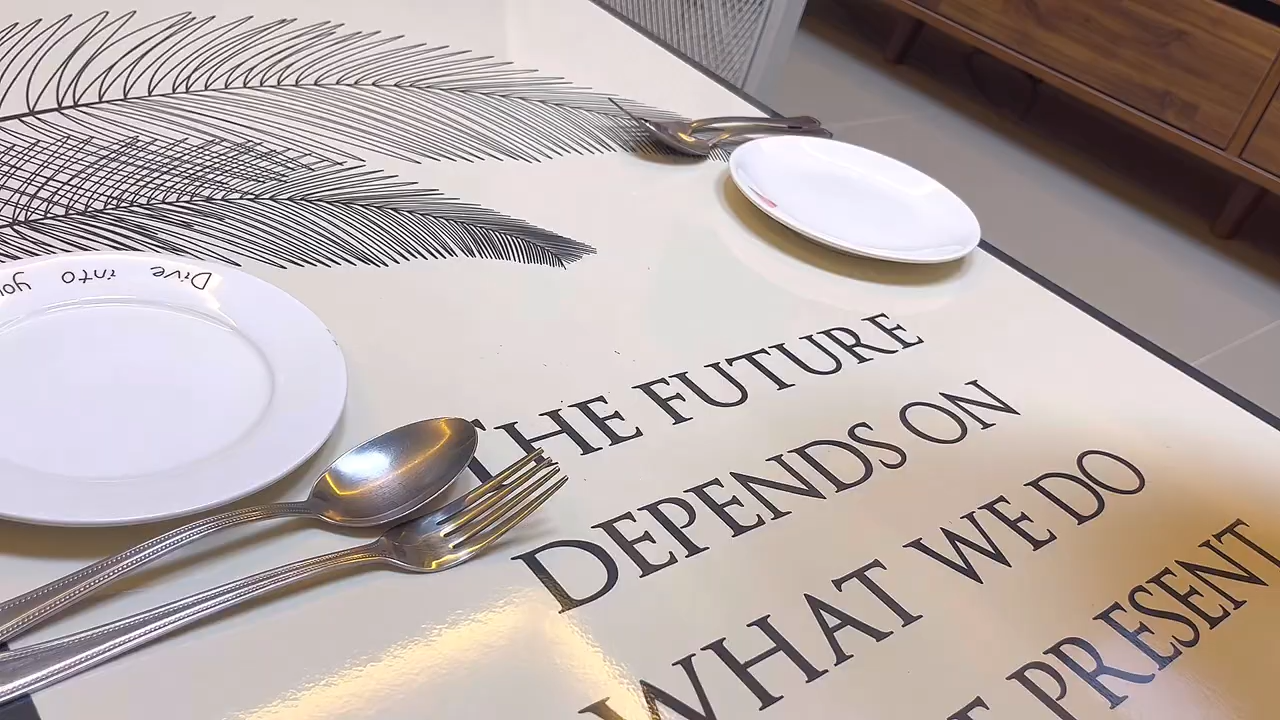 Dive into
THE FUTURE
DEPENDS ON
WHAT WE DO
PRESENT